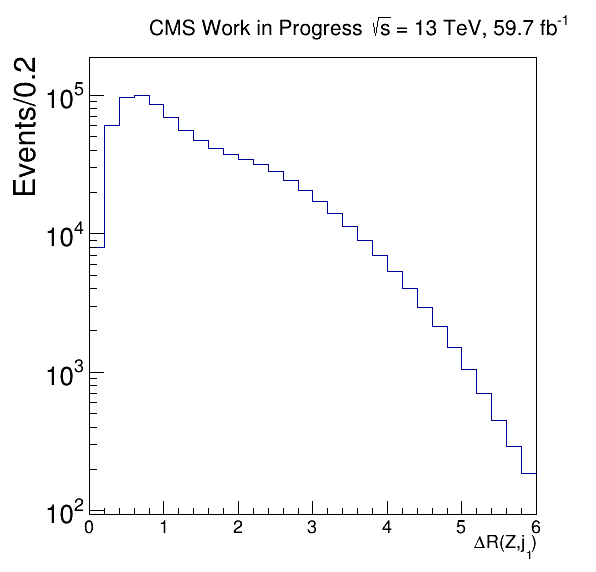 CMS Work in Progress √s = 13 TeV, 59.7 fb⁻¹
Events/0.2
10⁵
10⁴
10³
10²
0 1 2 3 4 5 6
ΔR(Z,j₁)